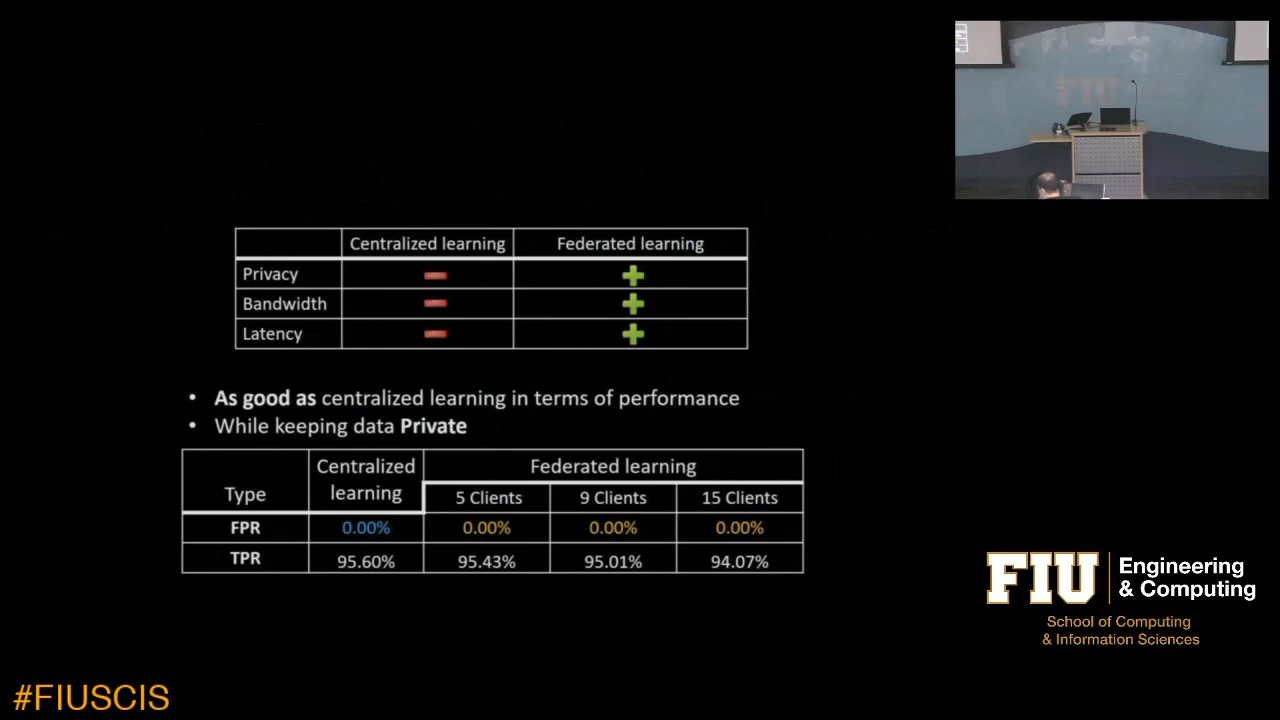 FIU
Centralized learning Federated learning
Privacy
Bandwidth
Latency
• As good as centralized learning in terms of performance
• While keeping data Private
Type Centralized learning Federated learning
5 Clients 9 Clients 15 Clients
FPR 0.00% 0.00% 0.00% 0.00%
TPR 95.60% 95.43% 95.01% 94.07%
FIU Engineering
& Computing
School of Computing
& Information Sciences
#FIUSCIS